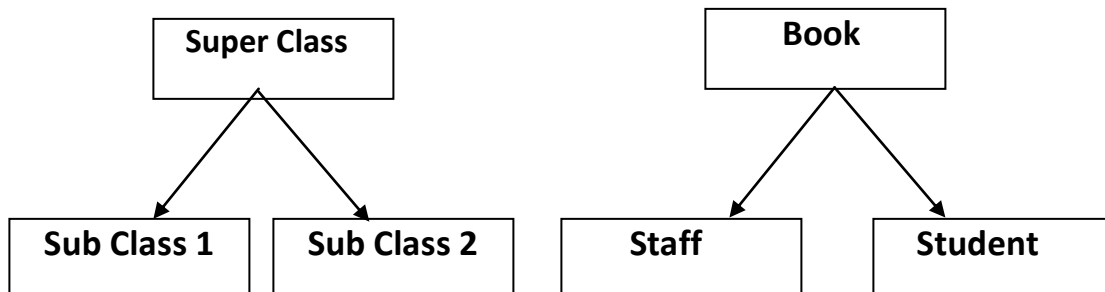 Super Class
Book
Sub Class 1
Sub Class 2
Staff
Student